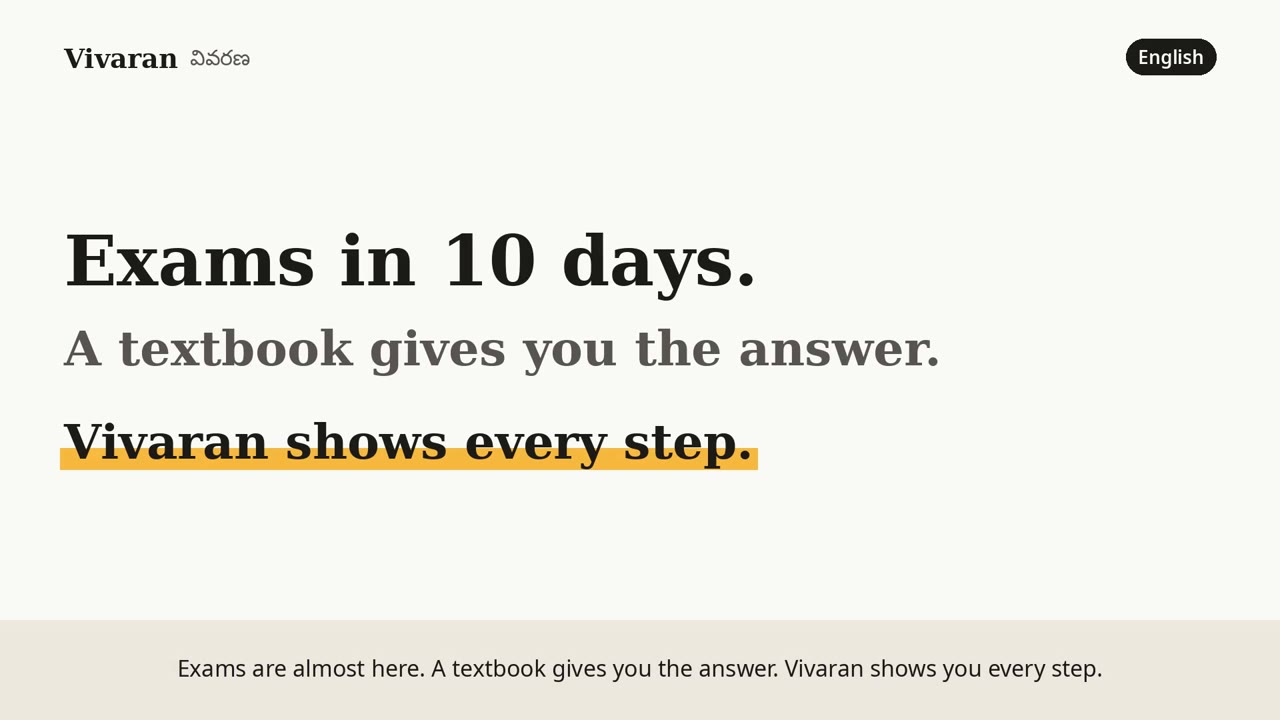 Vivaran వివరణ
English
Exams in 10 days.
A textbook gives you the answer.
Vivaran shows every step.
Exams are almost here. A textbook gives you the answer. Vivaran shows you every step.